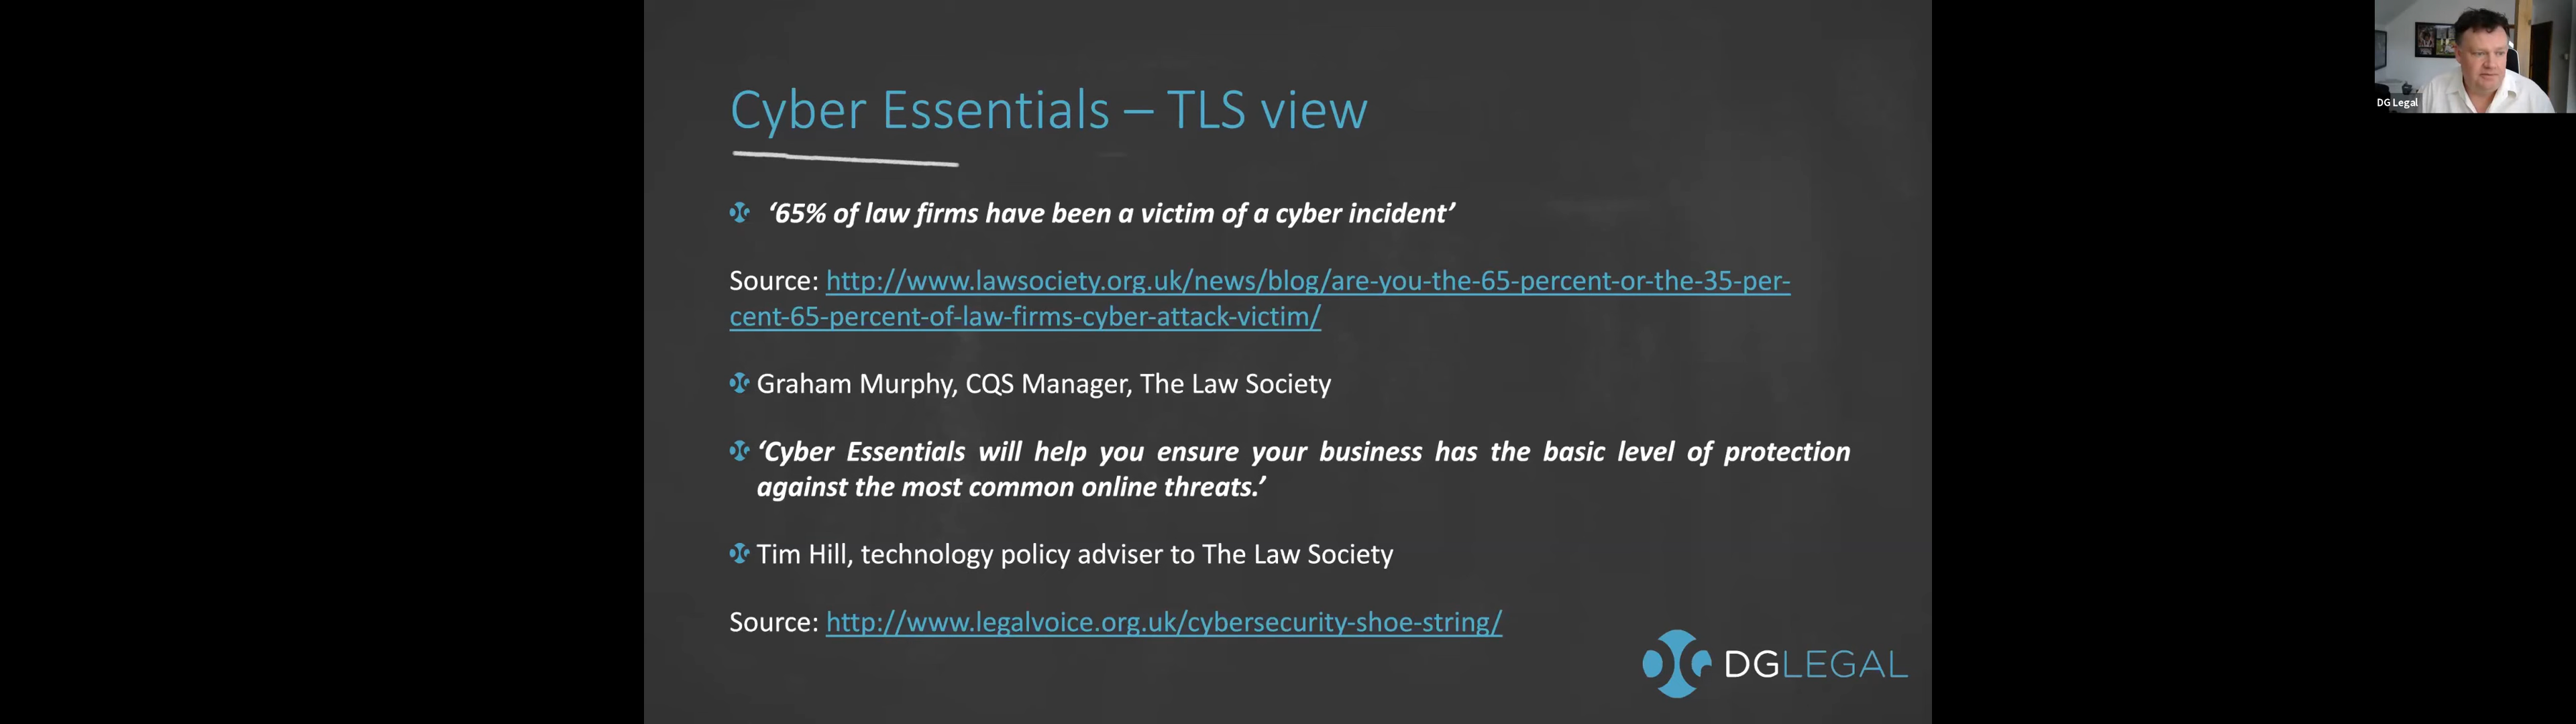 Cyber Essentials – TLS view
‘65% of law firms have been a victim of a cyber incident’
Source: http://www.lawsociety.org.uk/news/blog/are-you-the-65-percent-or-the-35-per-
cent-65-percent-of-law-firms-cyber-attack-victim/
Graham Murphy, CQS Manager, The Law Society
‘Cyber Essentials will help you ensure your business has the basic level of protection
against the most common online threats.’
Tim Hill, technology policy adviser to The Law Society
Source: http://www.legalvoice.org.uk/cybersecurity-shoe-string/
DGLEGAL
DG Legal